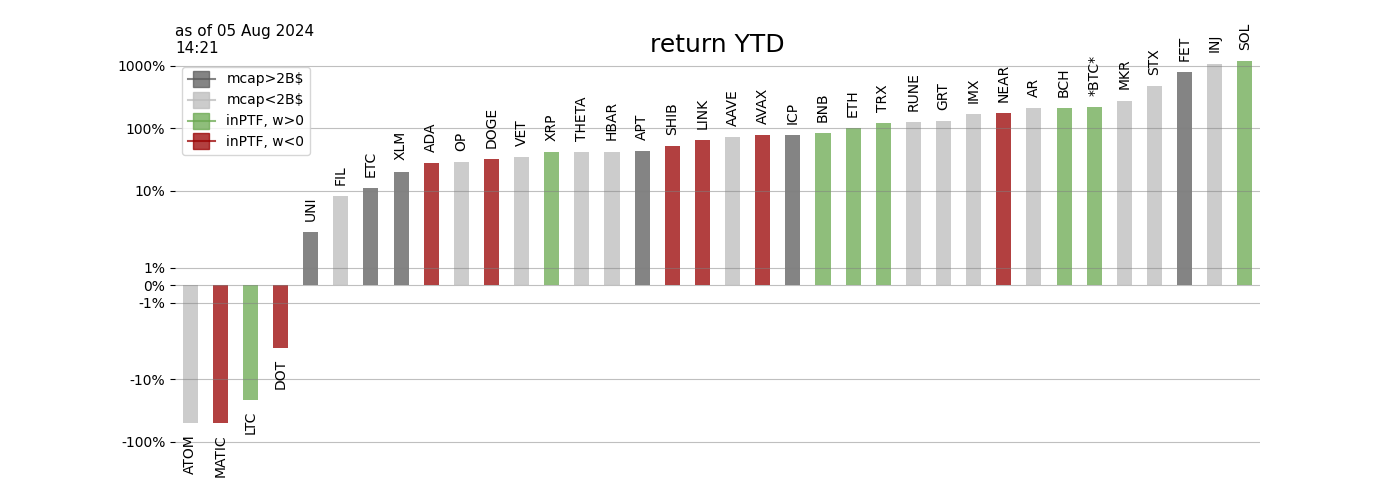 as of 05 Aug 2024
14:21
return YTD
1000%
100%
10%
1%
0%
-1%
-10%
-100%
mcap>2B$
mcap<2B$
inPTF, w>0
inPTF, w<0
ATOM
MATIC
LTC
DOT
UNI
FIL
ETC
XLM
ADA
OP
DOGE
VET
XRP
THETA
HBAR
APT
SHIB
LINK
AAVE
AVAX
ICP
BNB
ETH
TRX
RUNE
GRT
IMX
NEAR
AR
BCH
*BTC*
MKR
STX
FET
INJ
SOL